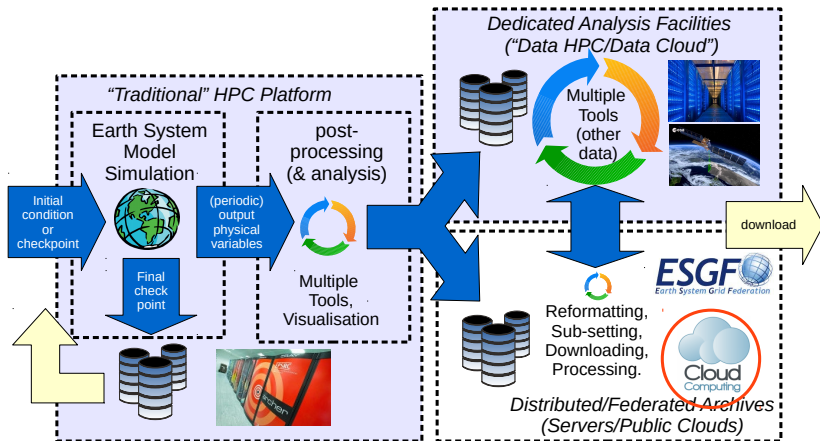 Dedicated Analysis Facilities
(“Data HPC/Data Cloud”)
“Traditional” HPC Platform
Earth System
Model
Simulation
post-
processing
(& analysis)
Multiple
Tools
(other
data)
Initial
condition
or
checkpoint
(periodic)
output
physical
variables
download
Final
check
point
Multiple
Tools,
Visualisation
Reformatting,
Sub-setting,
Downloading,
Processing.
ESGF
Earth System Grid Federation
Cloud
Computing
archer
Distributed/Federated Archives
(Servers/Public Clouds)